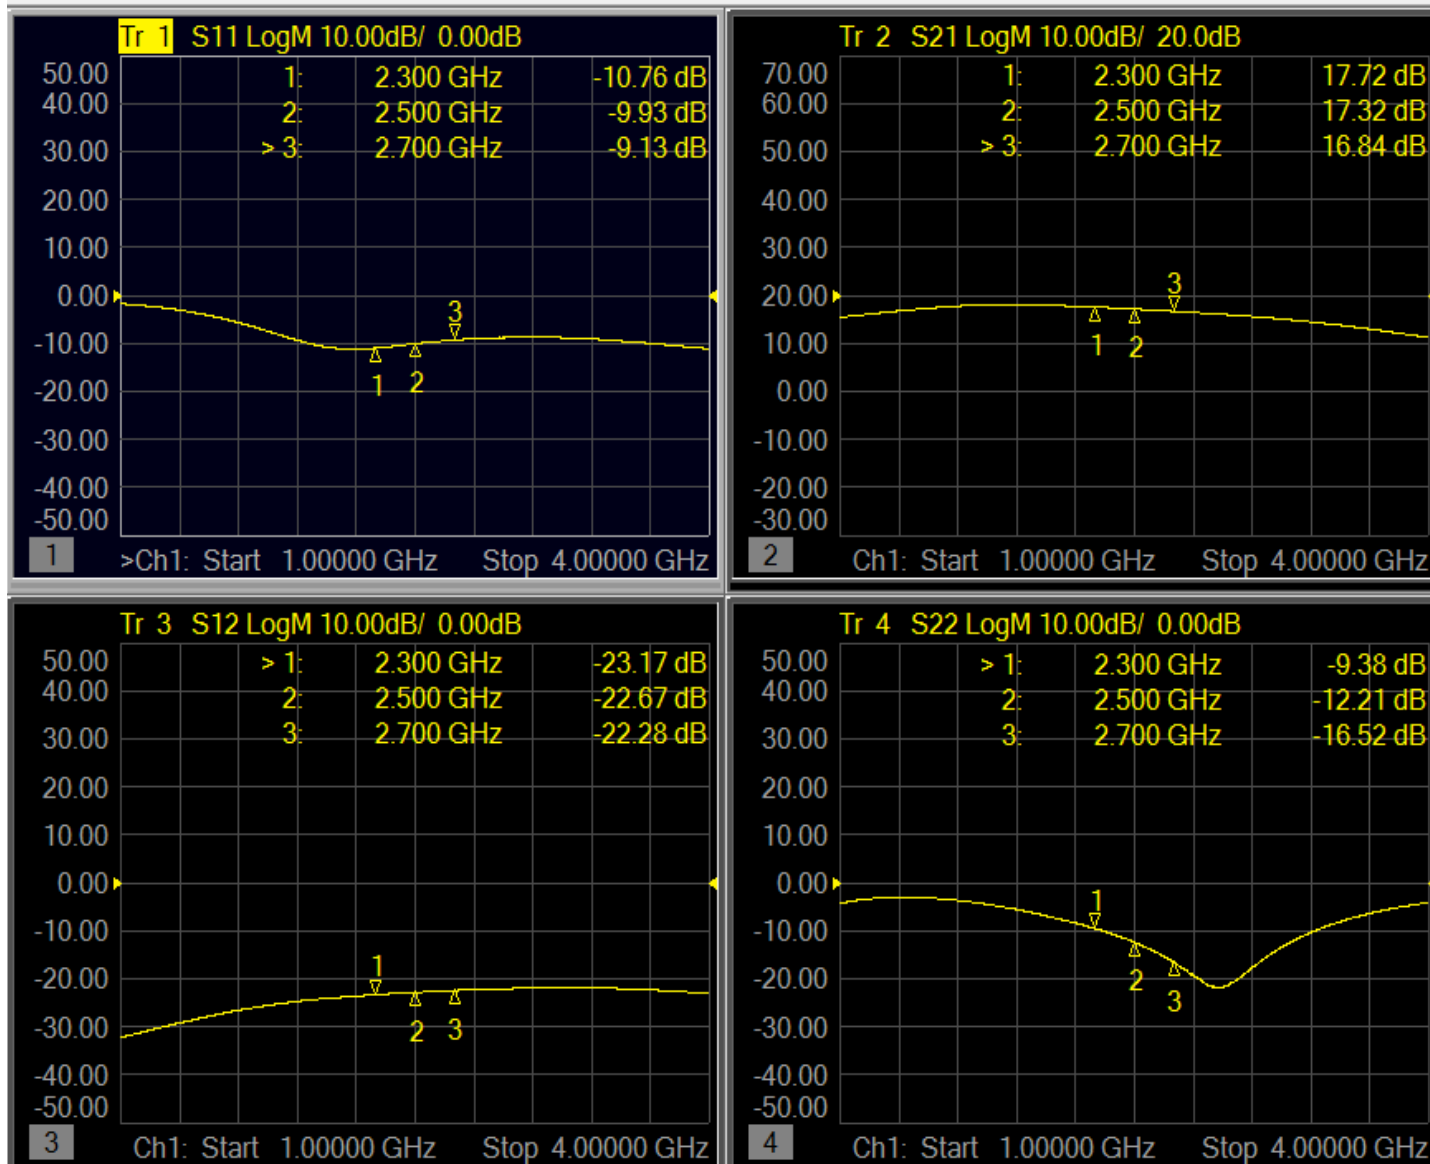 Tr 1 S11 LogM 10.00dB/ 0.00dB
50.00
40.00
30.00
20.00
10.00
0.00
-10.00
-20.00
-30.00
-40.00
-50.00
1: 2.300 GHz -10.76 dB
2: 2.500 GHz -9.93 dB
> 3: 2.700 GHz -9.13 dB
3
1 2
1 >Ch1: Start 1.00000 GHz Stop 4.00000 GHz
Tr 2 S21 LogM 10.00dB/ 20.0dB
70.00
60.00
50.00
40.00
30.00
20.00
10.00
0.00
-10.00
-20.00
-30.00
1: 2.300 GHz 17.72 dB
2: 2.500 GHz 17.32 dB
> 3: 2.700 GHz 16.84 dB
3
1 2
2 Ch1: Start 1.00000 GHz Stop 4.00000 GHz
Tr 3 S12 LogM 10.00dB/ 0.00dB
50.00
40.00
30.00
20.00
10.00
0.00
-10.00
-20.00
-30.00
-40.00
-50.00
> 1: 2.300 GHz -23.17 dB
2: 2.500 GHz -22.67 dB
3: 2.700 GHz -22.28 dB
1
2 3
3 Ch1: Start 1.00000 GHz Stop 4.00000 GHz
Tr 4 S22 LogM 10.00dB/ 0.00dB
50.00
40.00
30.00
20.00
10.00
0.00
-10.00
-20.00
-30.00
-40.00
-50.00
> 1: 2.300 GHz -9.38 dB
2: 2.500 GHz -12.21 dB
3: 2.700 GHz -16.52 dB
1
2
3
4 Ch1: Start 1.00000 GHz Stop 4.00000 GHz